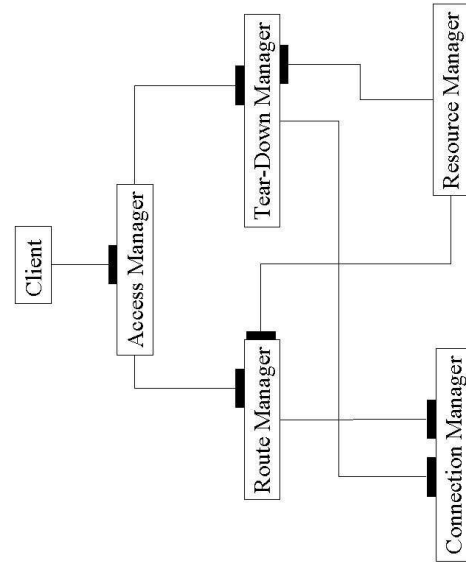 Client
Access Manager
Route Manager
Tear-Down Manager
Connection Manager
Resource Manager